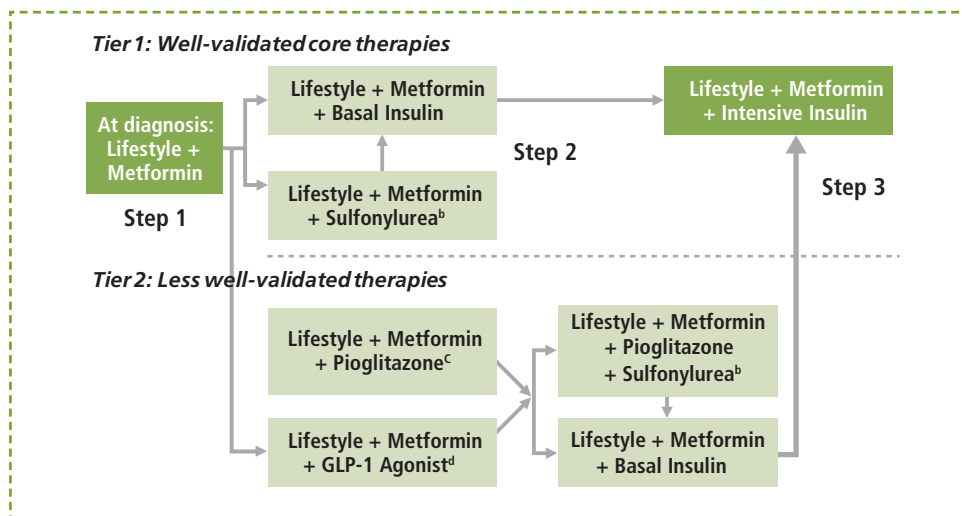 Tier 1: Well-validated core therapies
At diagnosis:
Lifestyle +
Metformin
Step 1
Lifestyle + Metformin
+ Basal Insulin
Lifestyle + Metformin
+ Sulfonylureaᵇ
Step 2
Lifestyle + Metformin
+ Intensive Insulin
Step 3
Tier 2: Less well-validated therapies
Lifestyle + Metformin
+ Pioglitazoneᶜ
Lifestyle + Metformin
+ GLP-1 Agonistᵈ
Lifestyle + Metformin
+ Pioglitazone
+ Sulfonylureaᵇ
Lifestyle + Metformin
+ Basal Insulin